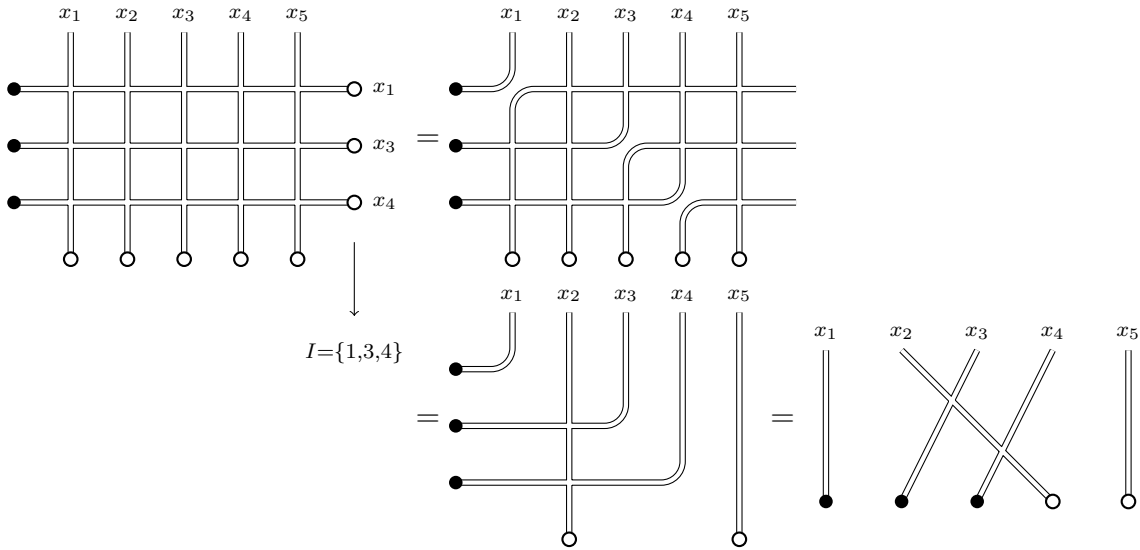 x₁ x₂ x₃ x₄ x₅
x₁
x₃
x₄
=
x₁ x₂ x₃ x₄ x₅
I={1,3,4}
=
x₁ x₂ x₃ x₄ x₅
=
x₁ x₂ x₃ x₄ x₅